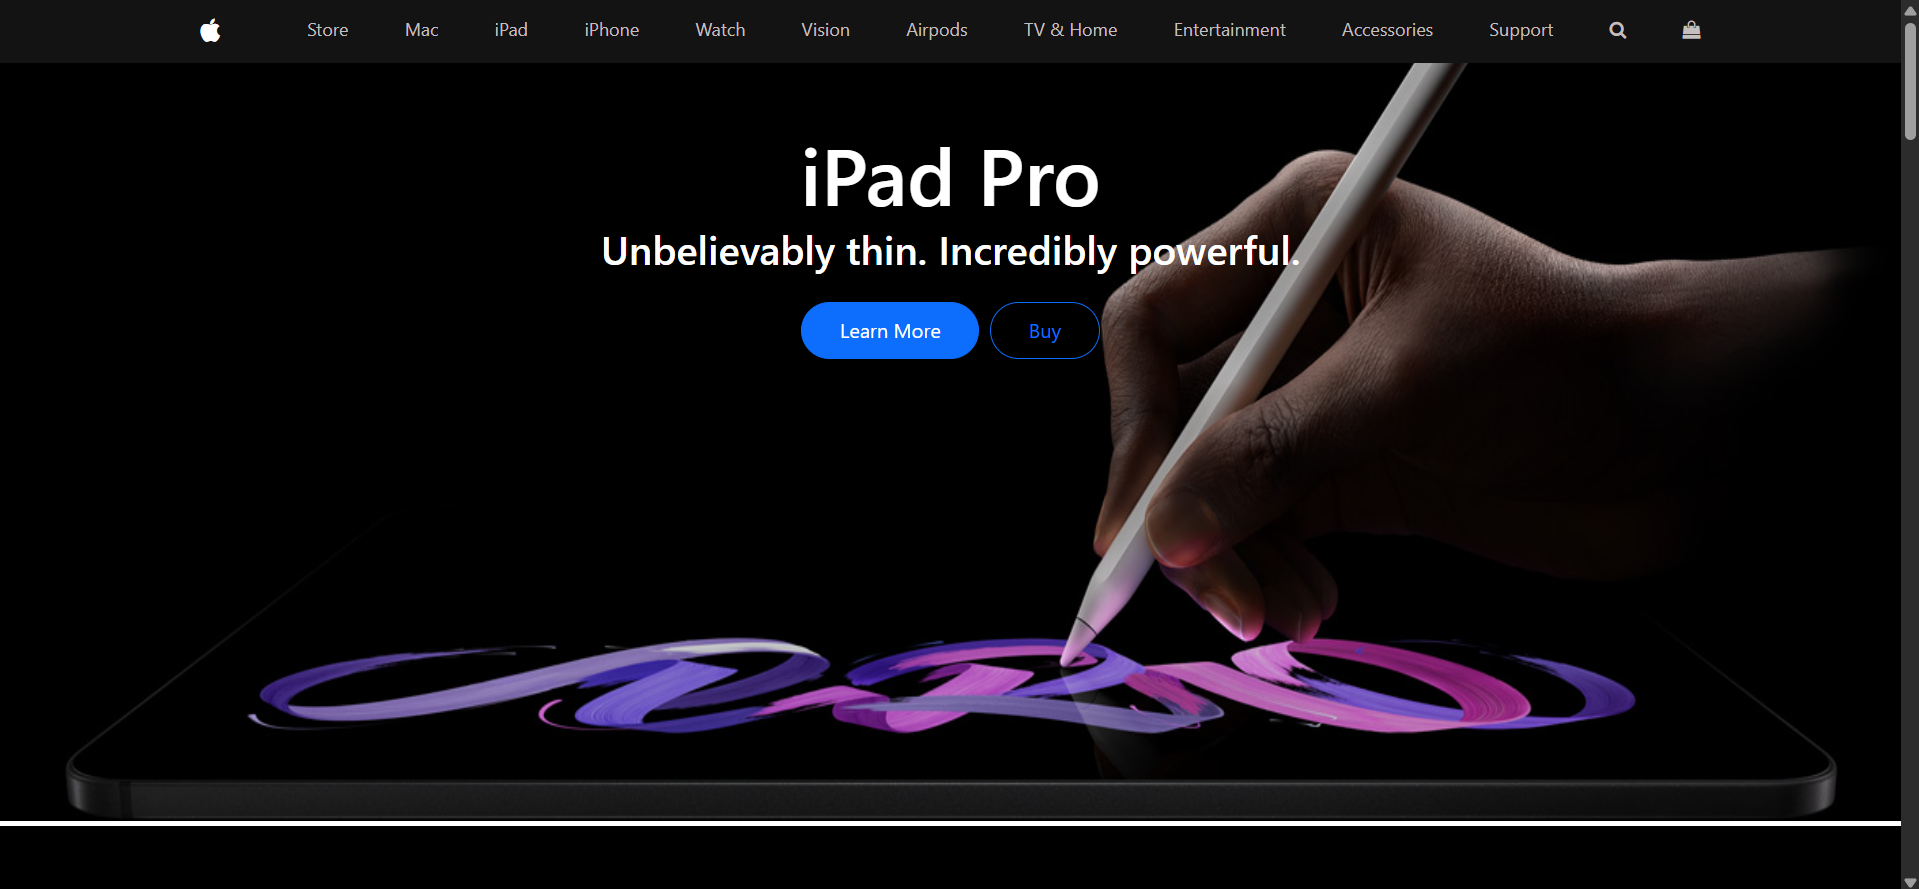 Store Mac iPad iPhone Watch Vision Airpods TV & Home Entertainment Accessories Support
iPad Pro
Unbelievably thin. Incredibly powerful.
Learn More Buy